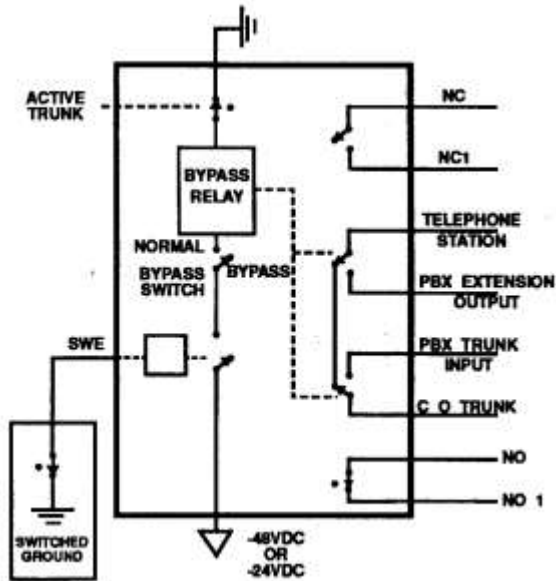 ACTIVE
TRUNK
BYPASS
RELAY
NORMAL
BYPASS
SWITCH
BYPASS
SWE
SWITCHED
GROUND
-48VDC
OR
-24VDC
NC
NC1
TELEPHONE
STATION
PBX EXTENSION
OUTPUT
PBX TRUNK
INPUT
C O TRUNK
NO
NO 1